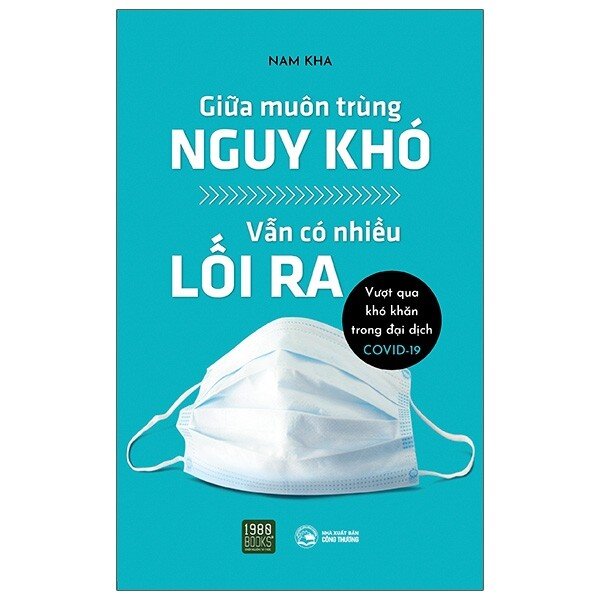 NAM KHA
Giữa muôn trùng
NGUY KHÓ
Vẫn có nhiều
LỐI RA
Vượt qua
khó khăn
trong đại dịch
COVID-19
1980
BOOKS
NHÀ XUẤT BẢN
CÔNG THƯƠNG